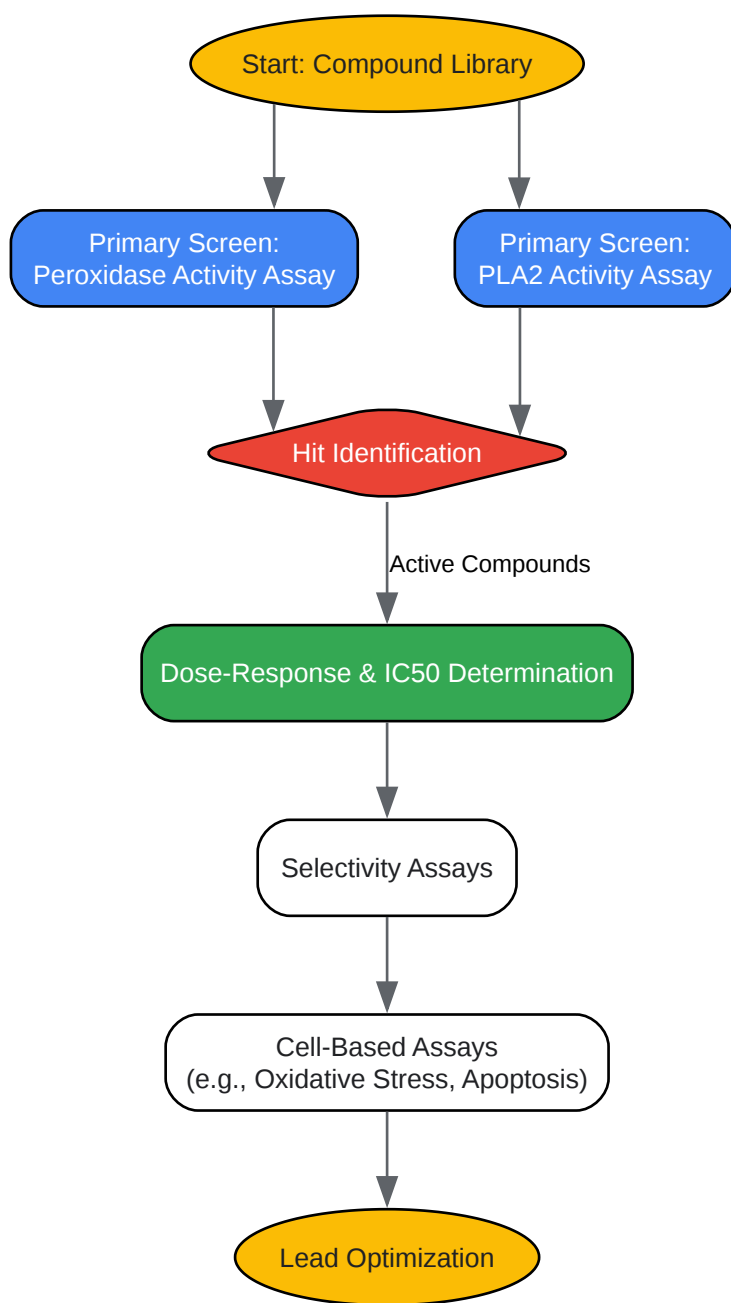 Start: Compound Library
Primary Screen:
Peroxidase Activity Assay
Primary Screen:
PLA2 Activity Assay
Hit Identification
Active Compounds
Dose-Response & IC50 Determination
Selectivity Assays
Cell-Based Assays
(e.g., Oxidative Stress, Apoptosis)
Lead Optimization